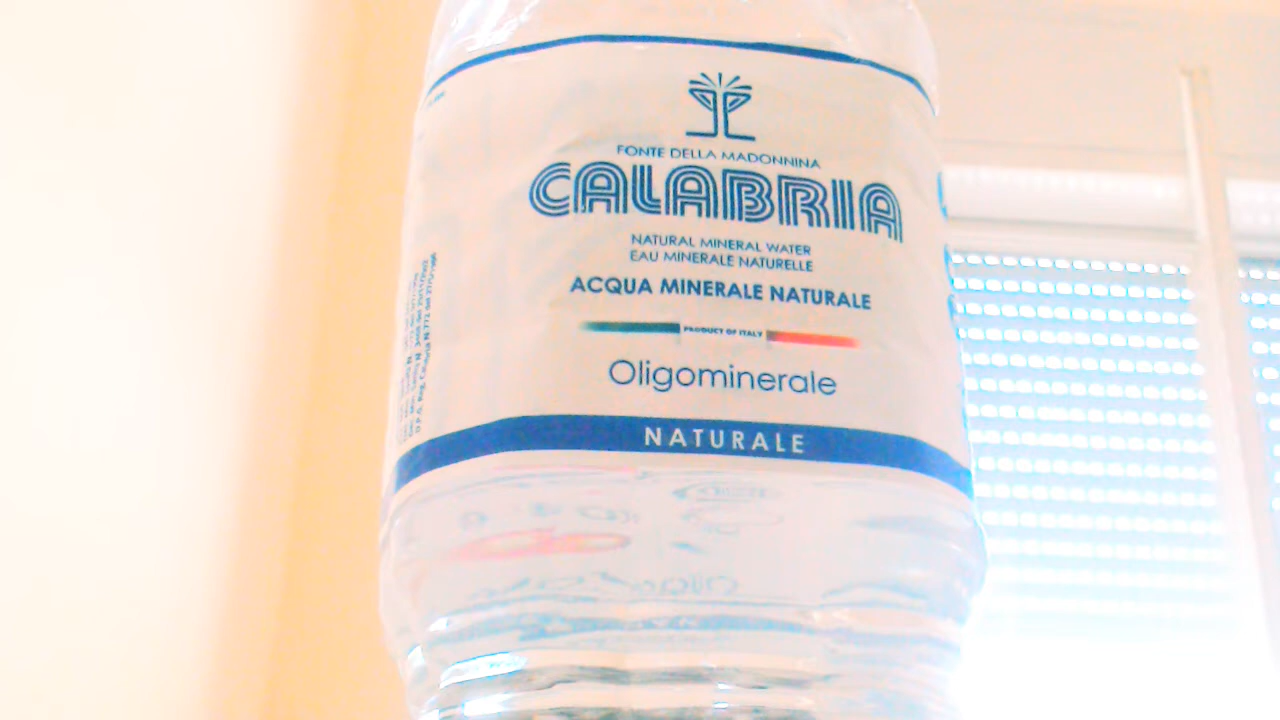 FONTE DELLA MADONNINA
CALABRIA
NATURAL MINERAL WATER
EAU MINERALE NATURELLE
ACQUA MINERALE NATURALE
PRODUCT OF ITALY
Oligominerale
NATURALE